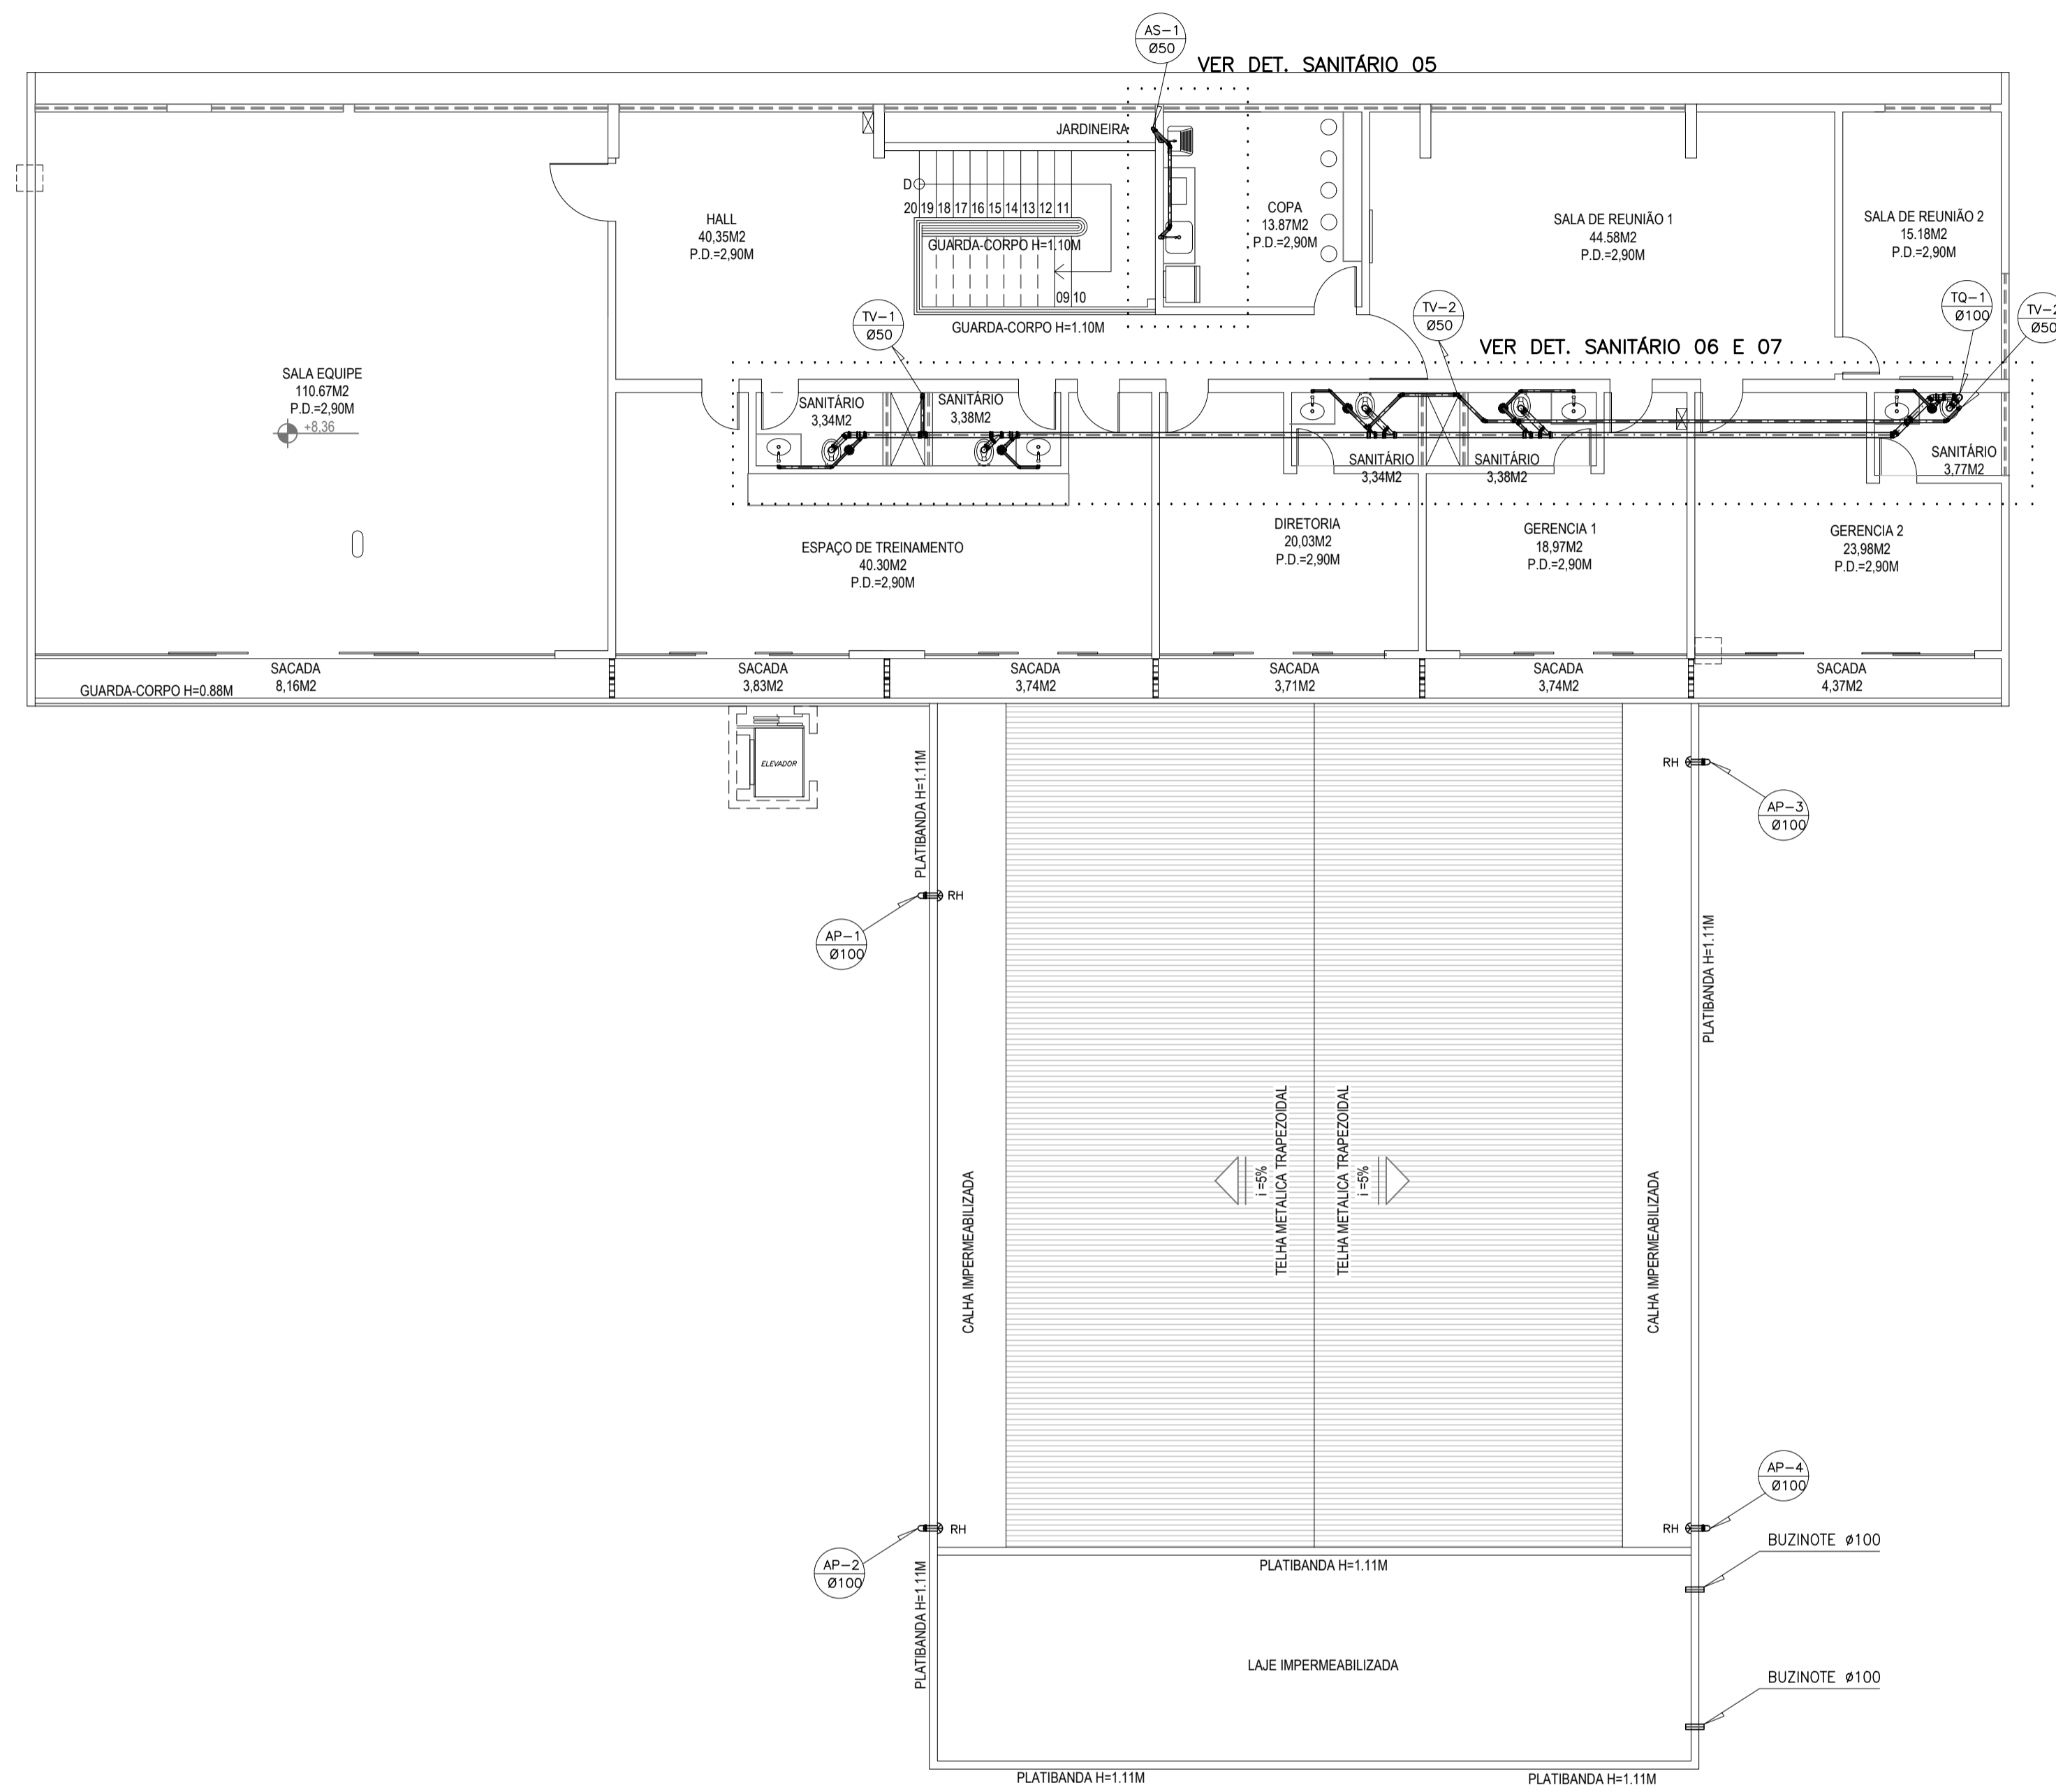 AS-1
Ø50
VER DET. SANITÁRIO 05
JARDINEIRA
D
20 19 18 17 16 15 14 13 12 11
HALL
40,35M2
P.D.=2,90M
GUARDA-CORPO H=1.10M
09 10
GUARDA-CORPO H=1.10M
COPA
13.87M2
P.D.=2,90M
SALA DE REUNIÃO 1
44.58M2
P.D.=2,90M
SALA DE REUNIÃO 2
15.18M2
P.D.=2,90M
TV-1
Ø50
TV-2
Ø50
TQ-1
Ø100
TV-2
Ø50
VER DET. SANITÁRIO 06 E 07
SALA EQUIPE
110.67M2
P.D.=2,90M
+8,36
SANITÁRIO
3,34M2
SANITÁRIO
3,38M2
SANITÁRIO
3,34M2
SANITÁRIO
3,38M2
SANITÁRIO
3,77M2
ESPAÇO DE TREINAMENTO
40.30M2
P.D.=2,90M
DIRETORIA
20,03M2
P.D.=2,90M
GERENCIA 1
18,97M2
P.D.=2,90M
GERENCIA 2
23,98M2
P.D.=2,90M
SACADA
8,16M2
GUARDA-CORPO H=0.88M
SACADA
3,83M2
SACADA
3,74M2
SACADA
3,71M2
SACADA
3,74M2
SACADA
4,37M2
ELEVADOR
PLATIBANDA H=1.11M
RH
AP-3
Ø100
RH
AP-1
Ø100
PLATIBANDA H=1.11M
CALHA IMPERMEABILIZADA
i =5%
TELHA METALICA TRAPEZOIDAL
TELHA METALICA TRAPEZOIDAL
i =5%
CALHA IMPERMEABILIZADA
AP-4
Ø100
RH
RH
BUZINOTE ø100
AP-2
Ø100
PLATIBANDA H=1.11M
PLATIBANDA H=1.11M
LAJE IMPERMEABILIZADA
BUZINOTE ø100
PLATIBANDA H=1.11M
PLATIBANDA H=1.11M